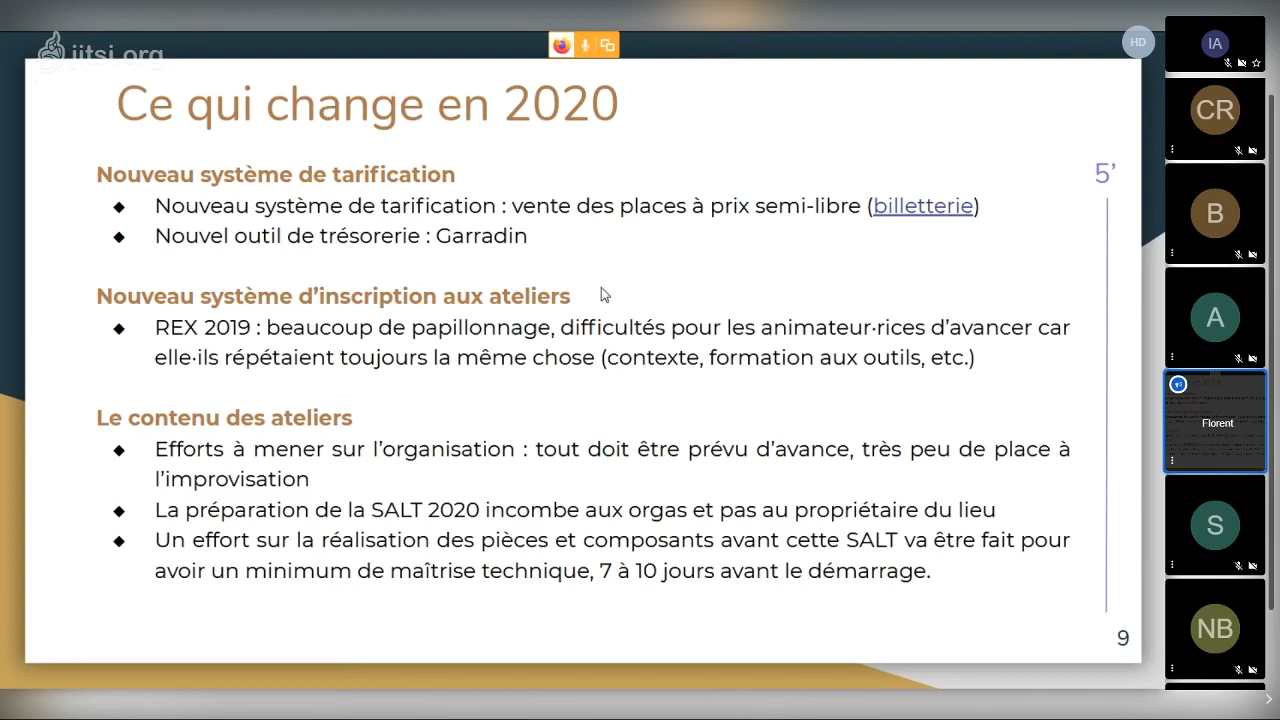 jitsi.org
HD
IA
Ce qui change en 2020
CR
Nouveau système de tarification
5’
Nouveau système de tarification : vente des places à prix semi-libre (billetterie)
B
Nouvel outil de trésorerie : Garradin
Nouveau système d’inscription aux ateliers
A
REX 2019 : beaucoup de papillonnage, difficultés pour les animateur·rices d’avancer car
elle·ils répétaient toujours la même chose (contexte, formation aux outils, etc.)
Le contenu des ateliers
Florent
Efforts à mener sur l’organisation : tout doit être prévu d’avance, très peu de place à
l’improvisation
La préparation de la SALT 2020 incombe aux orgas et pas au propriétaire du lieu
S
Un effort sur la réalisation des pièces et composants avant cette SALT va être fait pour
avoir un minimum de maîtrise technique, 7 à 10 jours avant le démarrage.
NB
9